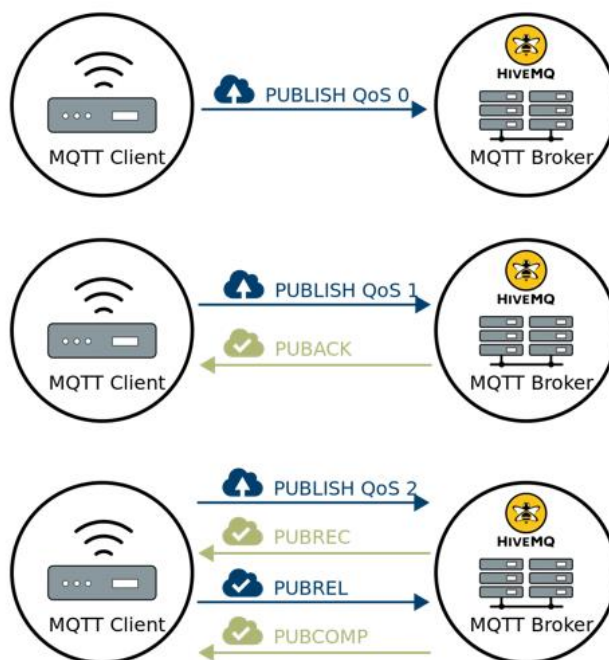 HIVEMQ
PUBLISH QoS 0
MQTT Client
MQTT Broker
HIVEMQ
PUBLISH QoS 1
PUBACK
MQTT Client
MQTT Broker
PUBLISH QoS 2
HIVEMQ
PUBREC
PUBREL
MQTT Client
MQTT Broker
PUBCOMP